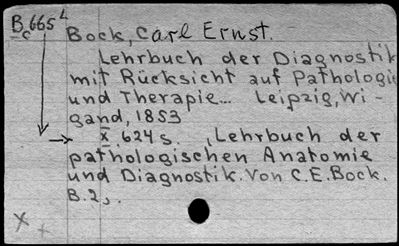 B665L Bock, Carl Ernst.
c
Lehrbuch der Diagnostik
mit Rücksicht auf Pathologie
und Therapie... Leipzig, Wi-
gand, 1853
x, 624 s. , Lehrbuch der
pathologischen Anatomie
und Diagnostik. Von C.E. Bock.
B.2,.
x
+